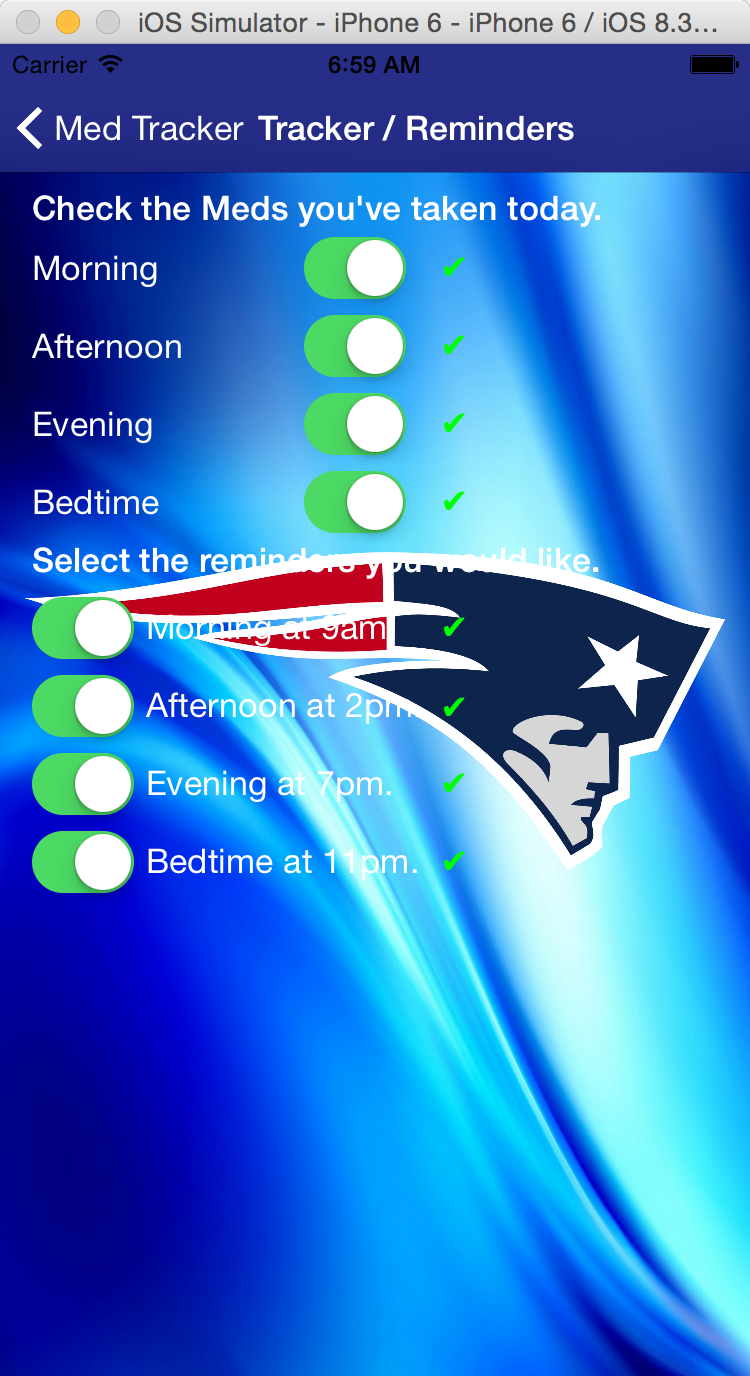 iOS Simulator - iPhone 6 - iPhone 6 / iOS 8.3...
Carrier 6:59 AM
Med Tracker Tracker / Reminders
Check the Meds you've taken today.
Morning ✔
Afternoon ✔
Evening ✔
Bedtime ✔
Select the reminders you would like.
Morning at 9am ✔
Afternoon at 2pm. ✔
Evening at 7pm. ✔
Bedtime at 11pm. ✔